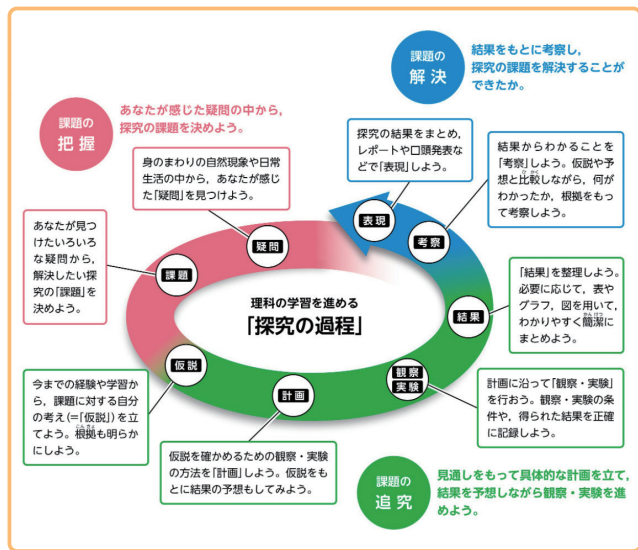 課題の
把握
あなたが感じた疑問の中から，
探究の課題を決めよう。
身のまわりの自然現象や日常
生活の中から，あなたが感じ
た「疑問」を見つけよう。
疑問
あなたが見つ
けたいろいろ
な疑問から，
解決したい探
究の「課題」を
決めよう。
課題
理科の学習を進める
「探究の過程」
仮説
今までの経験や学習か
ら，課題に対する自分
の考え(=「仮説」)を立
てよう。根拠も明らか
こんきょ
にしよう。
計画
仮説を確かめるための観察・実験
の方法を「計画」しよう。仮説をも
とに結果の予想もしてみよう。
課題の
追究
見通しをもって具体的な計画を立て，
結果を予想しながら観察・実験を進
めよう。
観察
実験
計画に沿って「観察・実験」
を行おう。観察・実験の条
件や，得られた結果を正確
に記録しよう。
結果
「結果」を整理しよう。
必要に応じて，表や
グラフ，図を用いて，
かんけつ
わかりやすく簡潔に
まとめよう。
課題の
解決
結果をもとに考察し，
探究の課題を解決することが
できたか。
考察
結果からわかることを
「考察」しよう。仮説や予
ひかく
想と比較しながら，何が
わかったか，根拠をもっ
て考察しよう。
表現
探究の結果をまとめ，
レポートや口頭発表な
どで「表現」しよう。